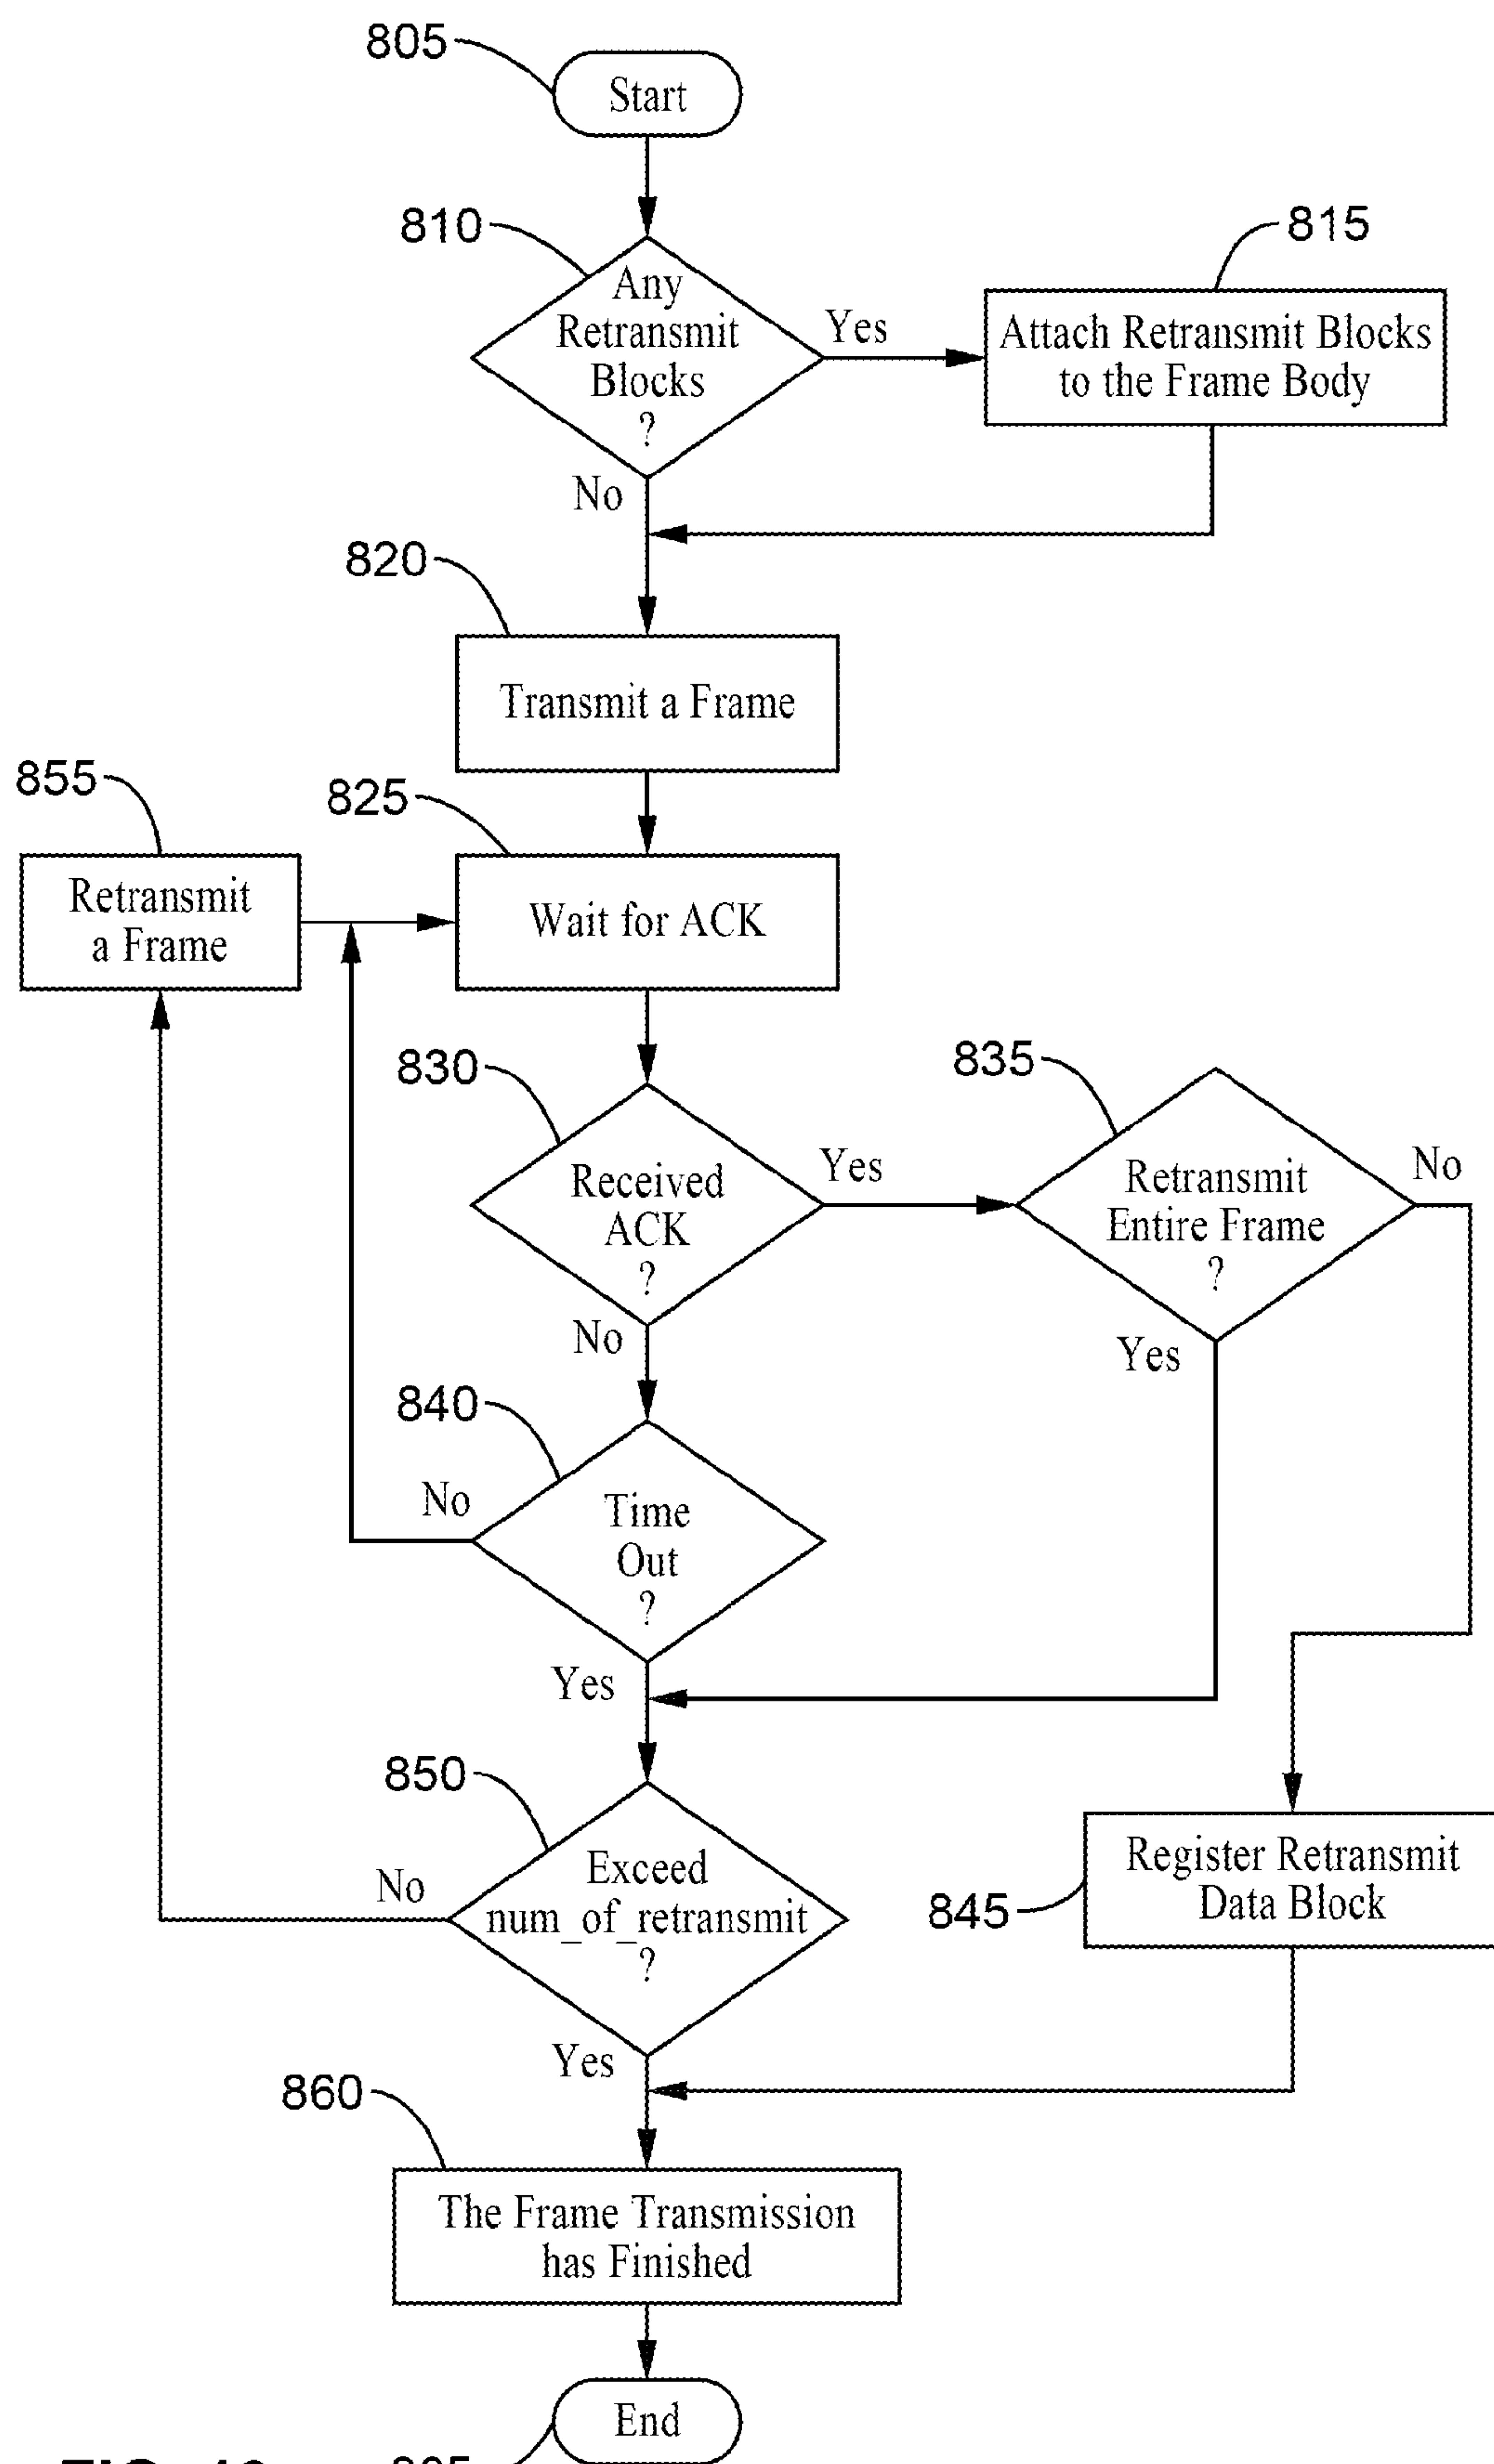 805
Start
810
815
Any
Retransmit
Blocks
?
Yes
Attach Retransmit Blocks
to the Frame Body
No
820
Transmit a Frame
855
825
Retransmit
a Frame
Wait for ACK
830
835
Received
ACK
?
Yes
Retransmit
Entire Frame
?
No
No
Yes
840
No
Time
Out
?
Yes
850
Exceed
num_of_retransmit
?
No
Register Retransmit
Data Block
845
Yes
860
The Frame Transmission
has Finished
End